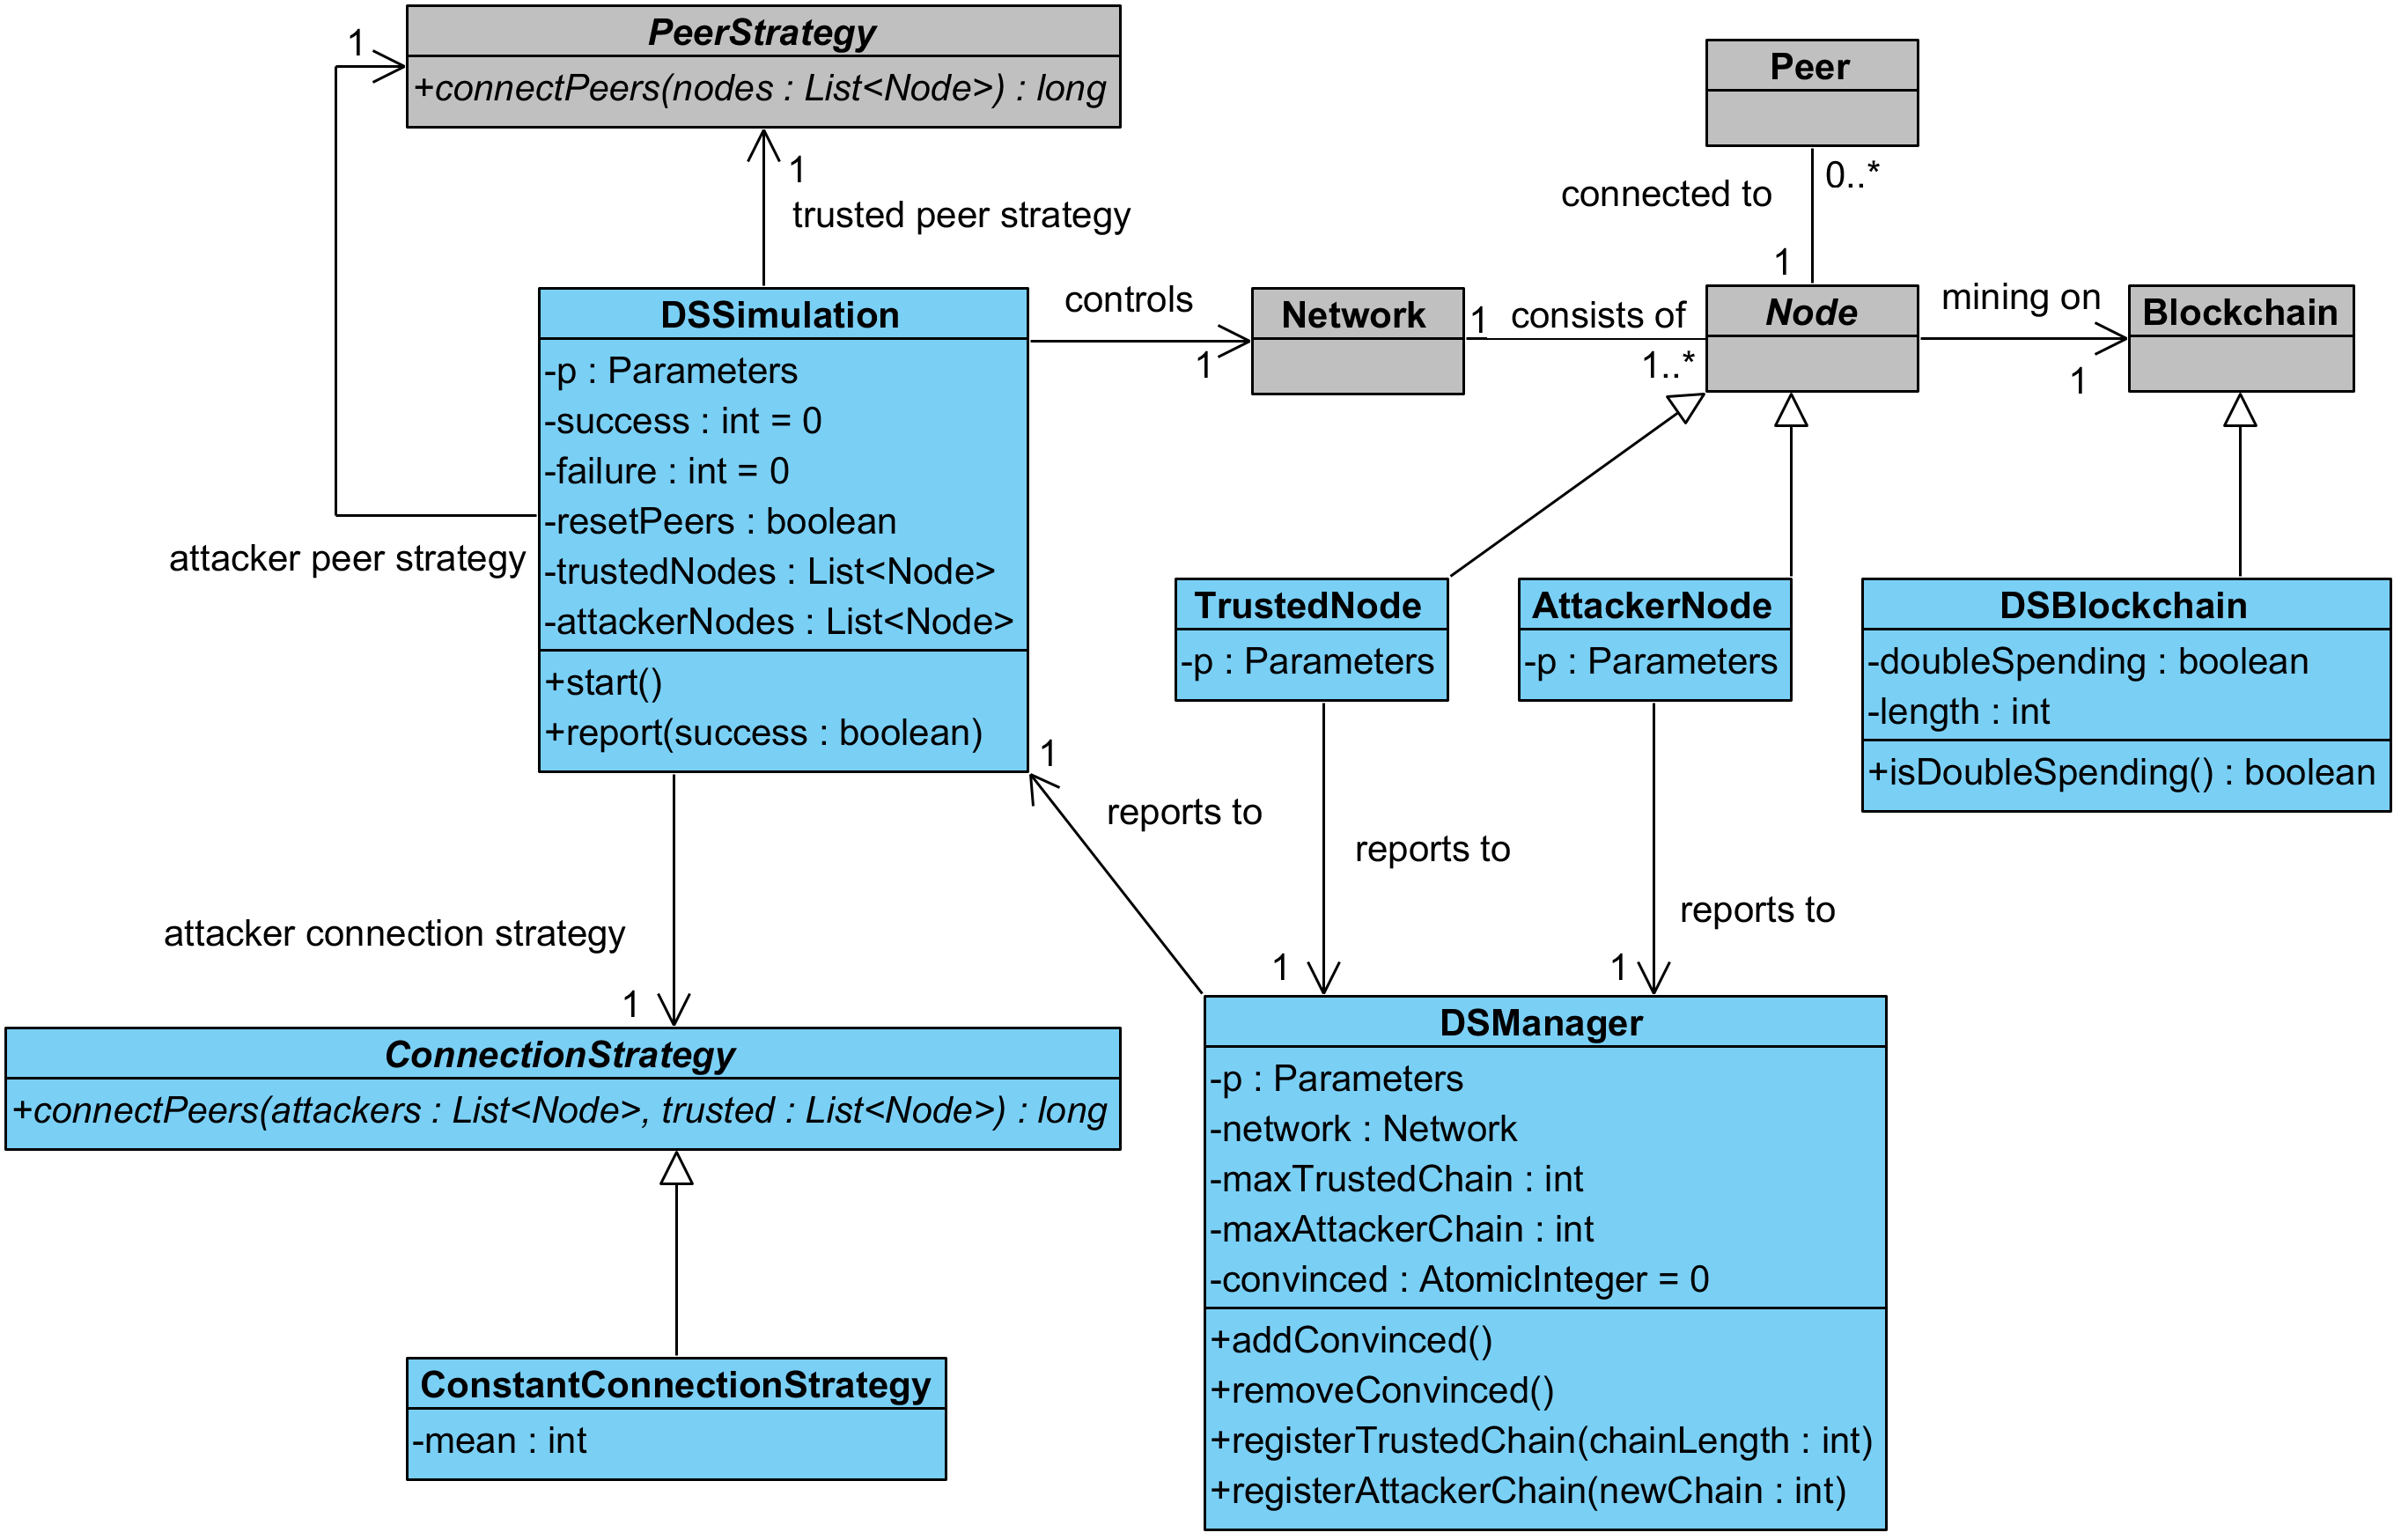 PeerStrategy
+connectPeers(nodes : List<Node>) : long
1
1
trusted peer strategy
attacker peer strategy
Peer
0..*
connected to
1
DSSimulation
-p : Parameters
-success : int = 0
-failure : int = 0
-resetPeers : boolean
-trustedNodes : List<Node>
-attackerNodes : List<Node>
+start()
+report(success : boolean)
controls
1
Network
1
consists of
1..*
Node
mining on
1
Blockchain
TrustedNode
-p : Parameters
AttackerNode
-p : Parameters
DSBlockchain
-doubleSpending : boolean
-length : int
+isDoubleSpending() : boolean
1
reports to
reports to
reports to
1
1
attacker connection strategy
1
ConnectionStrategy
+connectPeers(attackers : List<Node>, trusted : List<Node>) : long
ConstantConnectionStrategy
-mean : int
DSManager
-p : Parameters
-network : Network
-maxTrustedChain : int
-maxAttackerChain : int
-convinced : AtomicInteger = 0
+addConvinced()
+removeConvinced()
+registerTrustedChain(chainLength : int)
+registerAttackerChain(newChain : int)